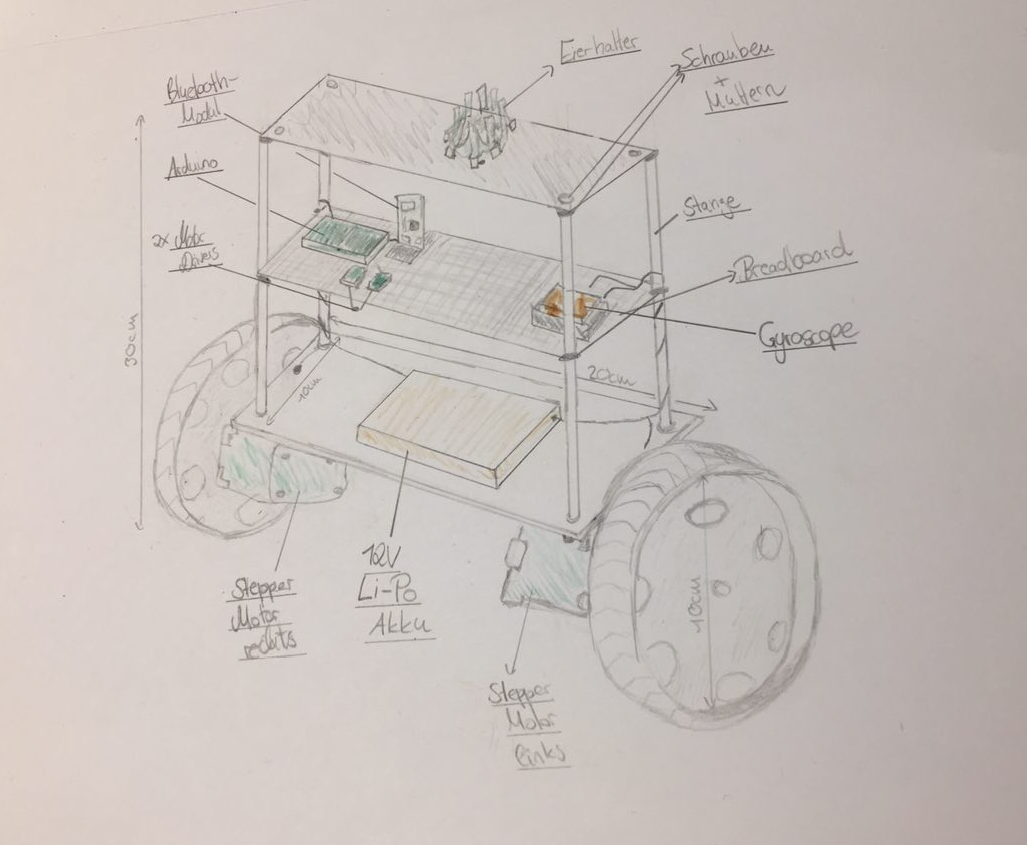 Eierhalter
Schrauben
+
Muttern
Bluetooth-
Modul
Arduino
2x Motor
Drivers
Stange
Breadboard
Gyroscope
30cm
10cm
20cm
10cm
12V
Li-Po
Akku
Stepper
Motor
rechts
Stepper
Motor
links